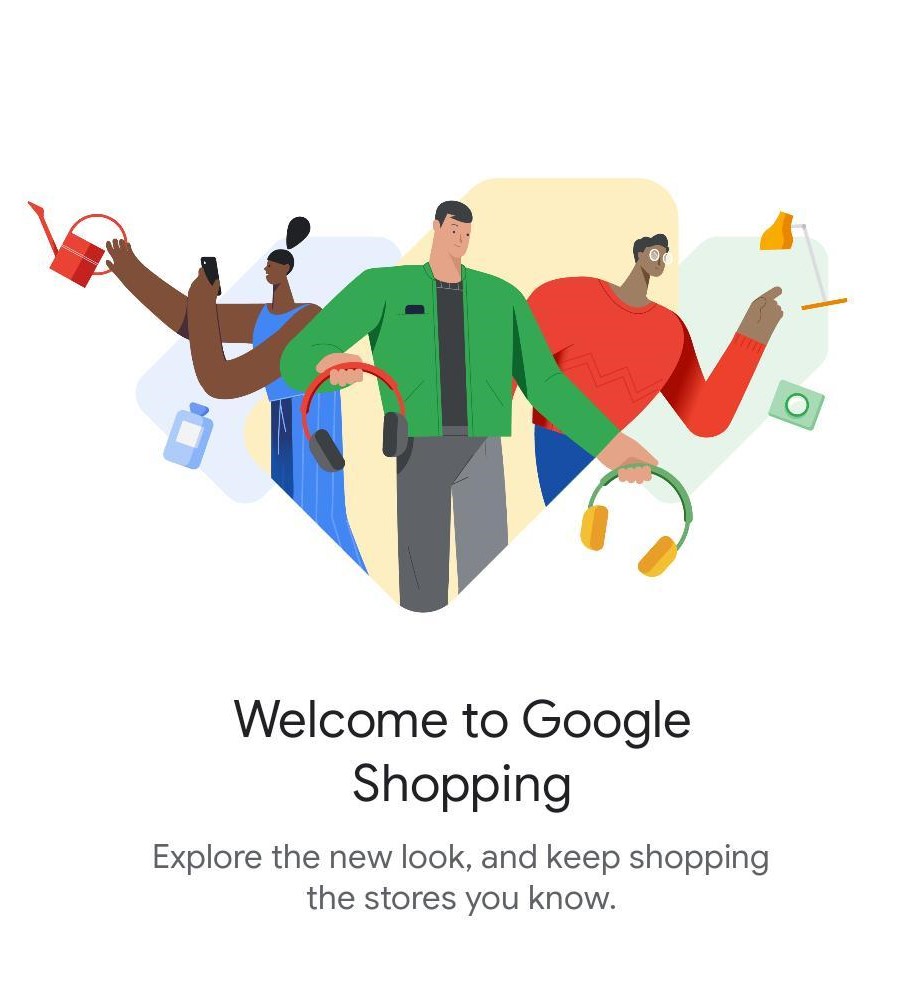 Welcome to Google
Shopping
Explore the new look, and keep shopping
the stores you know.